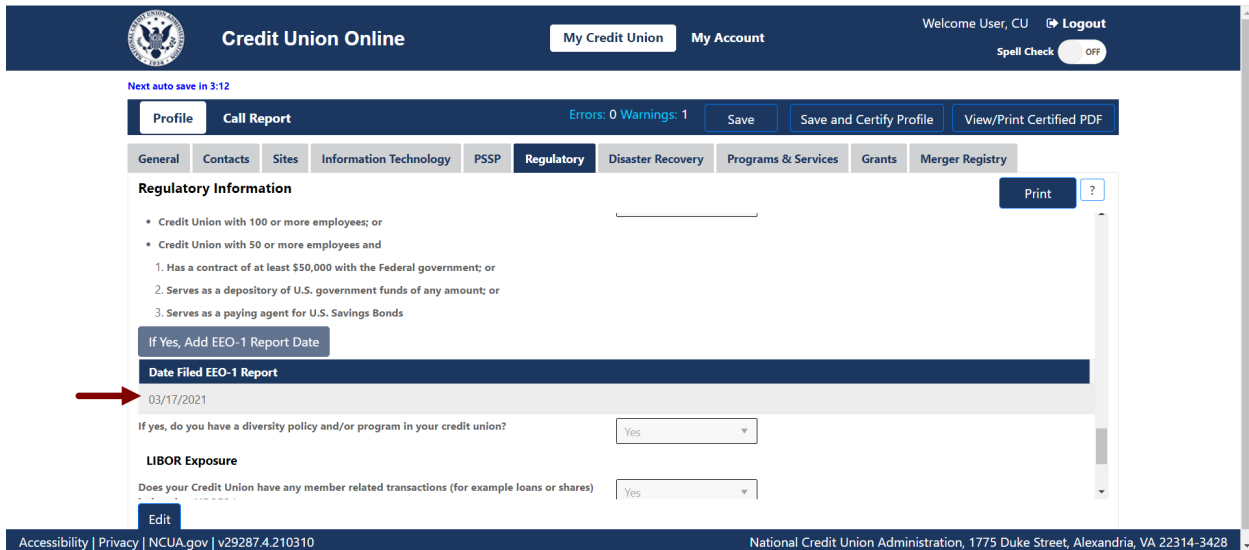 Credit Union Online
My Credit Union
My Account
Welcome User, CU
Logout
Spell Check OFF
Next auto save in 3:12
Profile
Call Report
Errors: 0 Warnings: 1
Save
Save and Certify Profile
View/Print Certified PDF
General
Contacts
Sites
Information Technology
PSSP
Regulatory
Disaster Recovery
Programs & Services
Grants
Merger Registry
Regulatory Information
Print
?
• Credit Union with 100 or more employees; or
• Credit Union with 50 or more employees and
1. Has a contract of at least $50,000 with the Federal government; or
2. Serves as a depository of U.S. government funds of any amount; or
3. Serves as a paying agent for U.S. Savings Bonds
If Yes, Add EEO-1 Report Date
Date Filed EEO-1 Report
03/17/2021
If yes, do you have a diversity policy and/or program in your credit union?
Yes
LIBOR Exposure
Does your Credit Union have any member related transactions (for example loans or shares)
Yes
Edit
Accessibility | Privacy | NCUA.gov | v29287.4.210310
National Credit Union Administration, 1775 Duke Street, Alexandria, VA 22314-3428